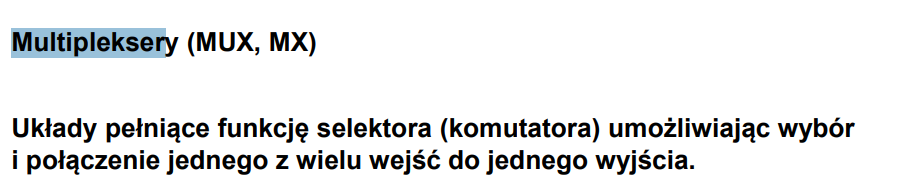 Multipleksery (MUX, MX)
Układy pełniące funkcję selektora (komutatora) umożliwiając wybór
i połączenie jednego z wielu wejść do jednego wyjścia.